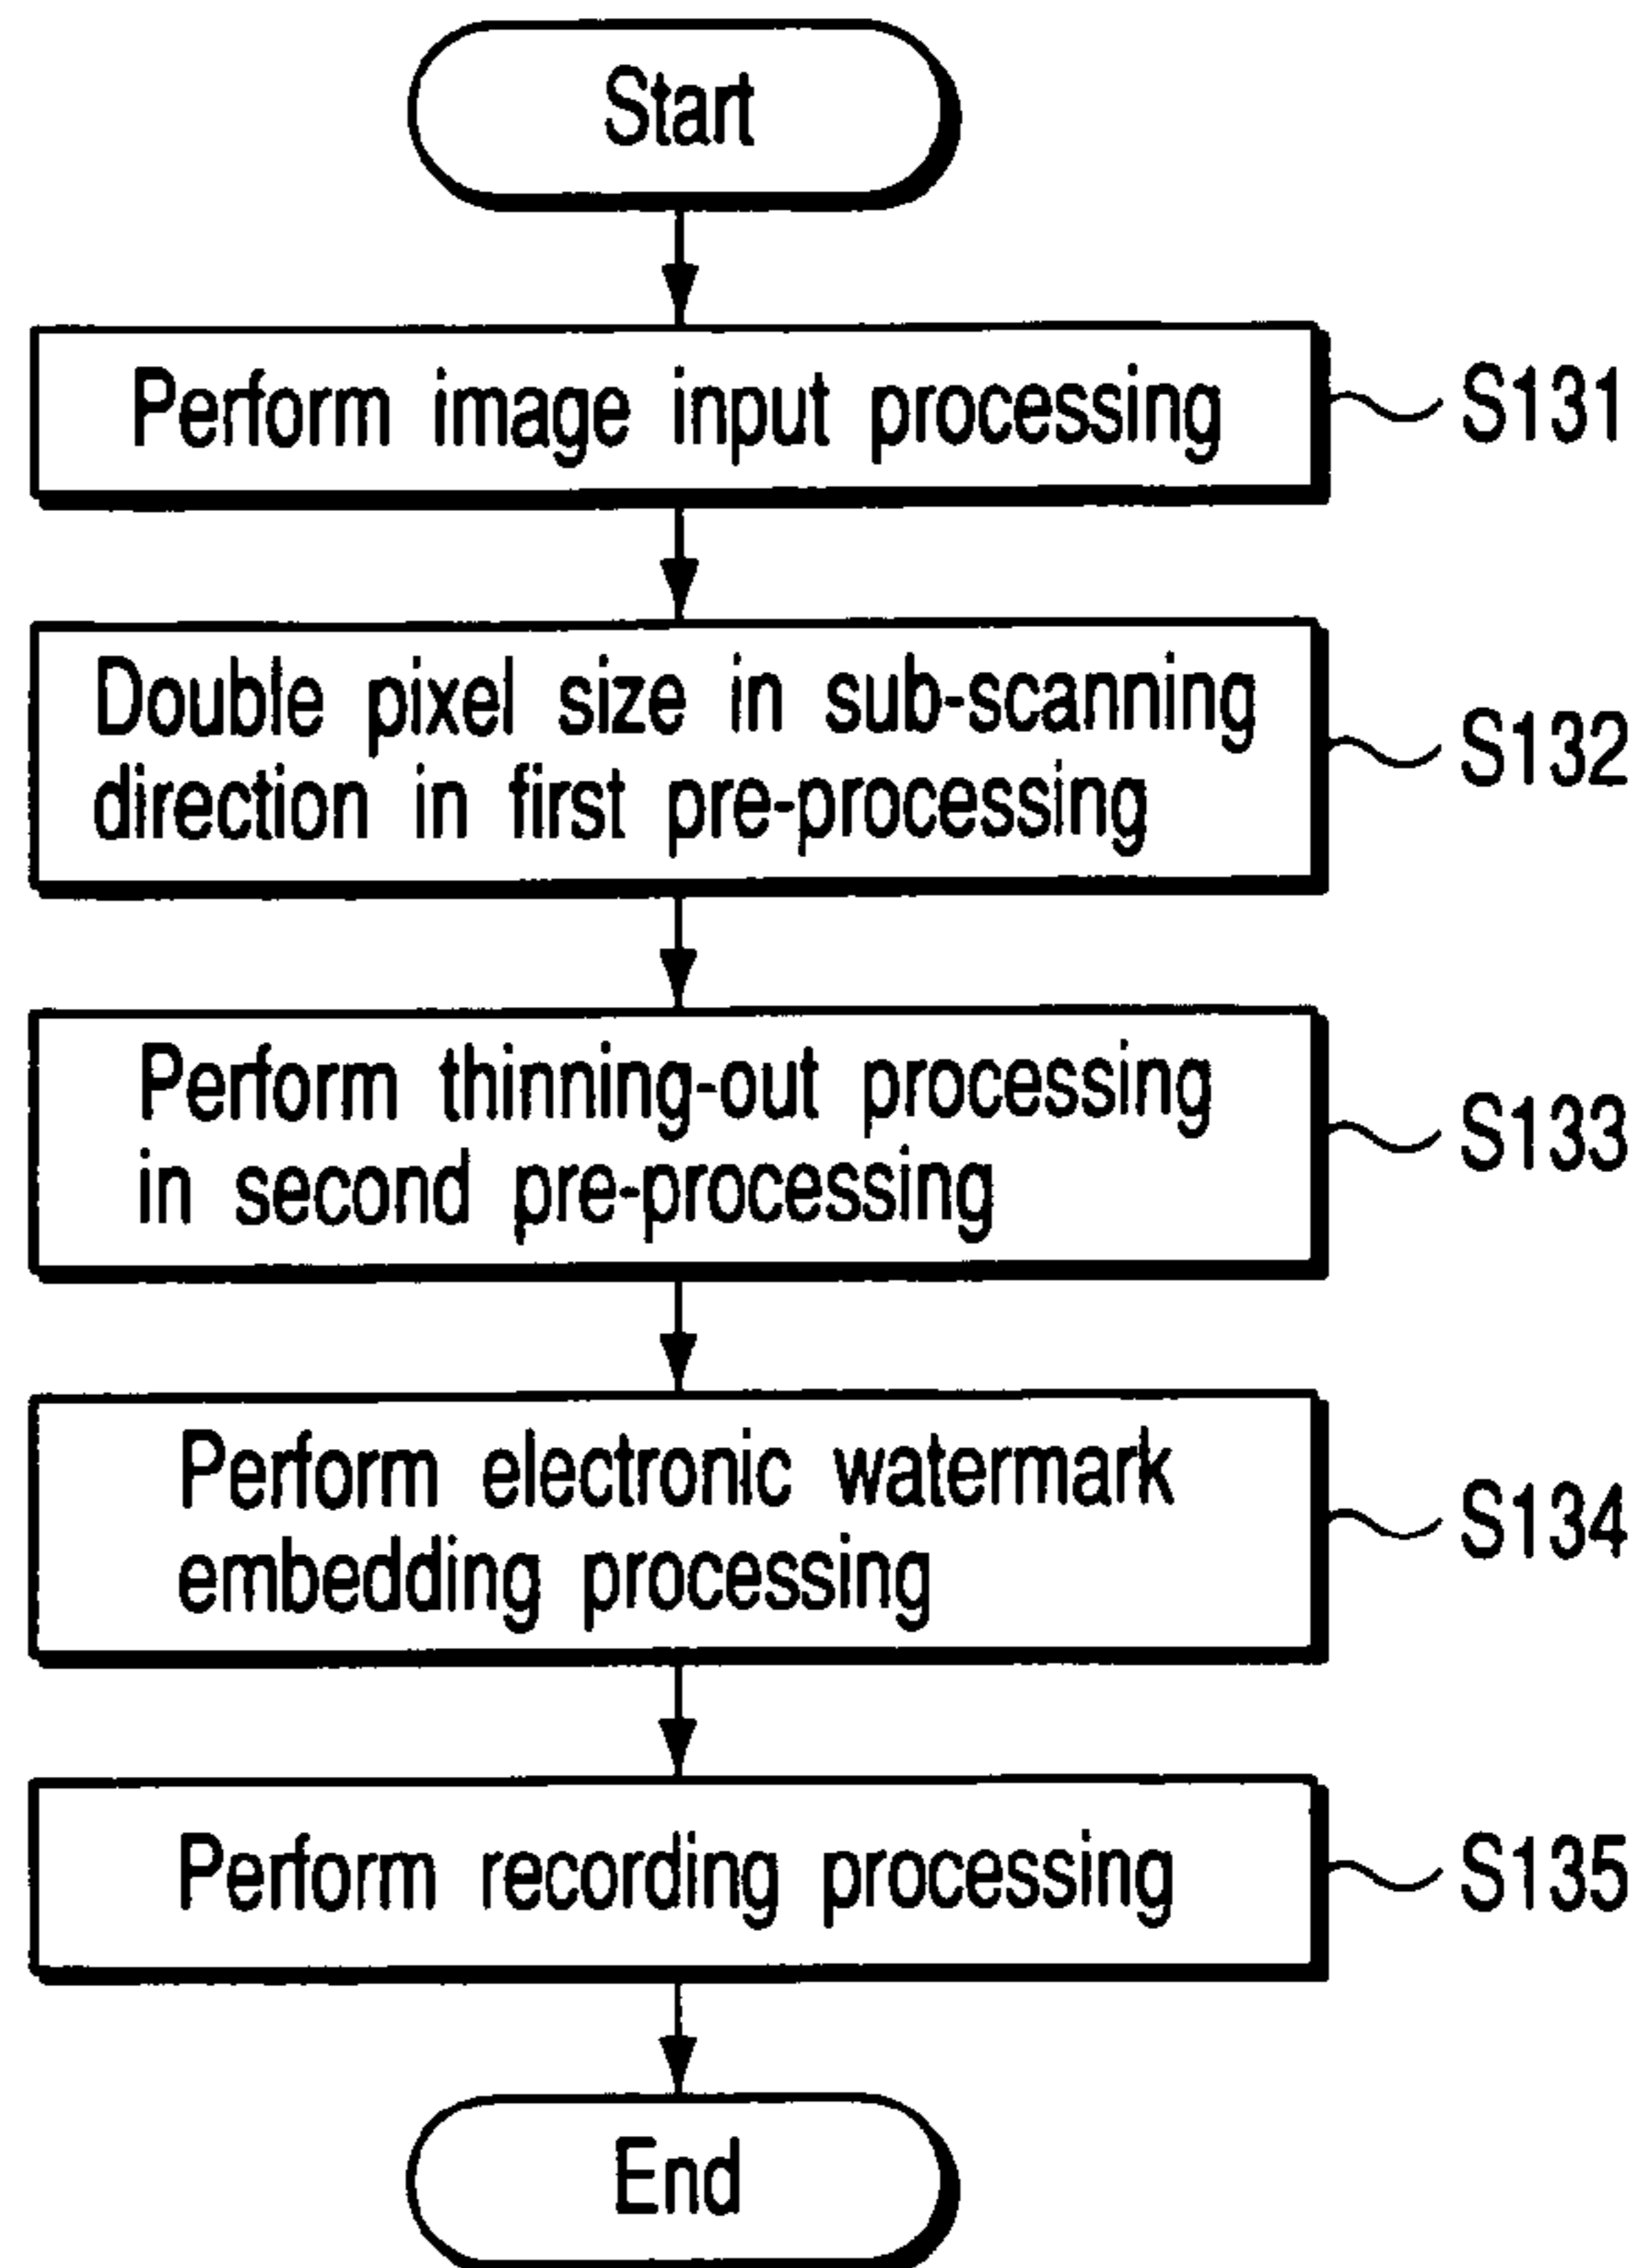 Start
Perform image input processing
S131
Double pixel size in sub-scanning
direction in first pre-processing
S132
Perform thinning-out processing
in second pre-processing
S133
Perform electronic watermark
embedding processing
S134
Perform recording processing
S135
End